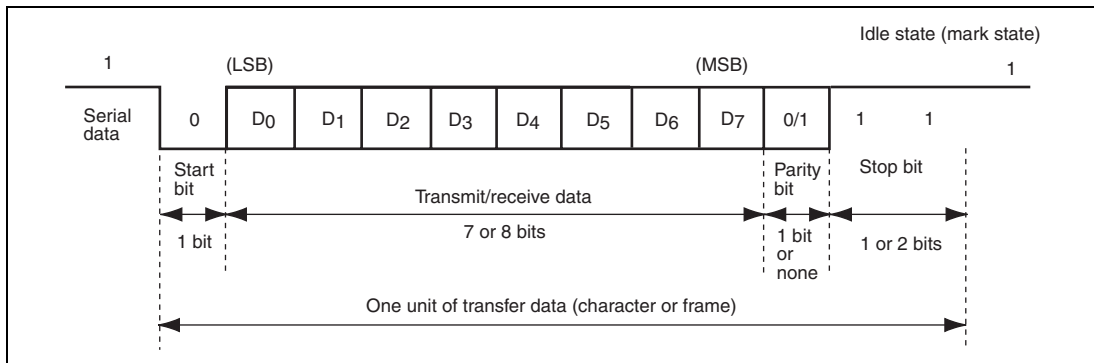 Idle state (mark state)
1 (LSB) (MSB) 1
Serial data
0 D0 D1 D2 D3 D4 D5 D6 D7 0/1 1 1
Start bit
Parity bit
Stop bit
Transmit/receive data
1 bit
7 or 8 bits
1 bit or none
1 or 2 bits
One unit of transfer data (character or frame)